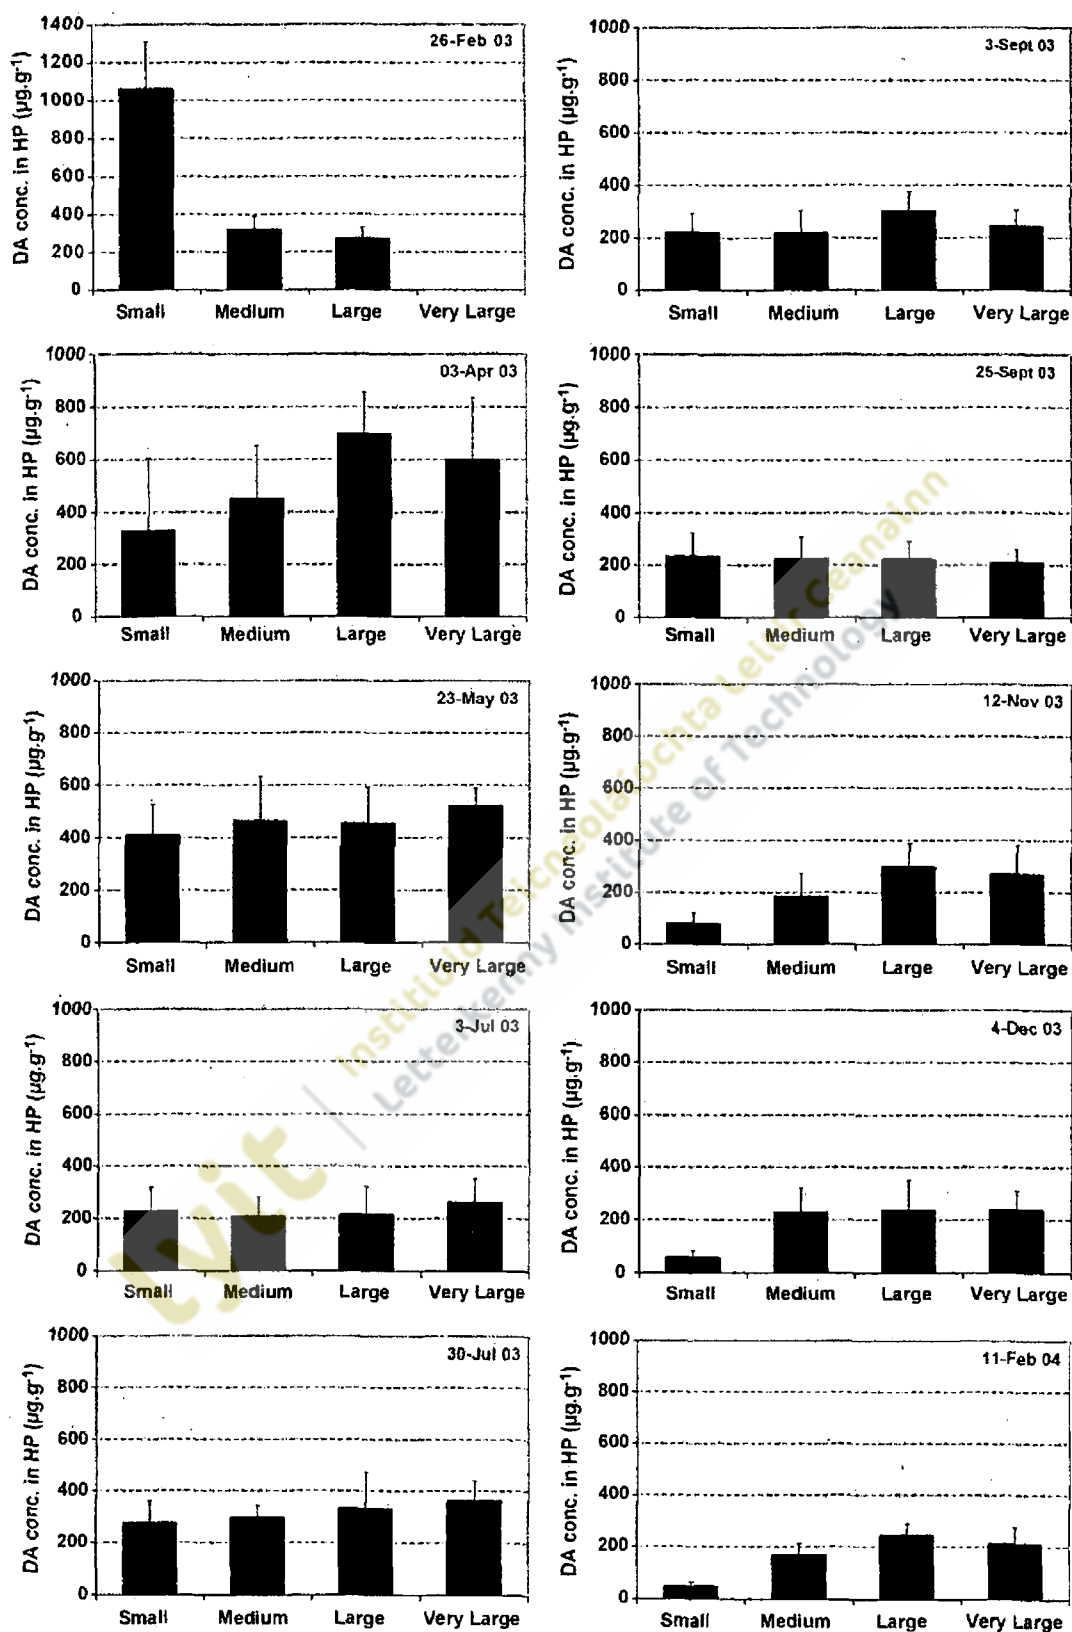 26-Feb 03
DA conc. in HP (µg.g⁻¹)
1400
1200
1000
800
600
400
200
0
Small Medium Large Very Large
3-Sept 03
DA conc. in HP (µg.g⁻¹)
1000
800
600
400
200
0
Small Medium Large Very Large
03-Apr 03
DA conc. in HP (µg.g⁻¹)
1000
800
600
400
200
0
Small Medium Large Very Large
25-Sept 03
DA conc. in HP (µg.g⁻¹)
1000
800
600
400
200
0
Small Medium Large Very Large
23-May 03
DA conc. in HP (µg.g⁻¹)
1000
800
600
400
200
0
Small Medium Large Very Large
12-Nov 03
DA conc. in HP (µg.g⁻¹)
1000
800
600
400
200
0
Small Medium Large Very Large
3-Jul 03
DA conc. in HP (µg.g⁻¹)
1000
800
600
400
200
0
Small Medium Large Very Large
4-Dec 03
DA conc. in HP (µg.g⁻¹)
1000
800
600
400
200
0
Small Medium Large Very Large
30-Jul 03
DA conc. in HP (µg.g⁻¹)
1000
800
600
400
200
0
Small Medium Large Very Large
11-Feb 04
DA conc. in HP (µg.g⁻¹)
1000
800
600
400
200
0
Small Medium Large Very Large
lyit
Institiúid Teicneolaíochta Leitir Ceanainn
Letterkenny Institute of Technology